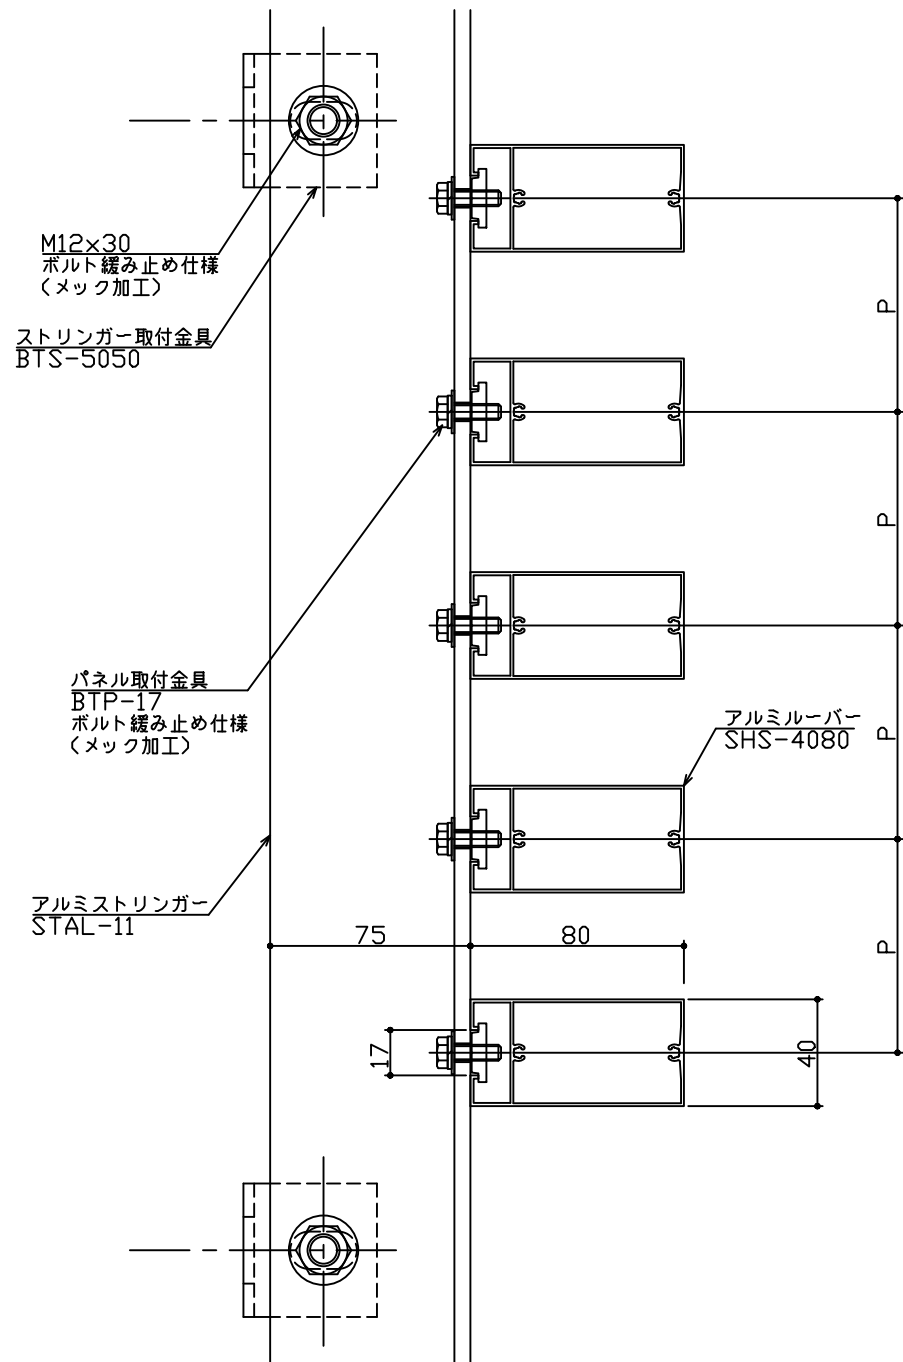 M12×30
ボルト緩み止め仕様
(メック加工)
ストリンガー取付金具
BTS-5050
P
P
パネル取付金具
BTP-17
ボルト緩み止め仕様
(メック加工)
アルミルーバー
SHS-4080
P
アルミストリンガー
STAL-11
75
80
P
17
40